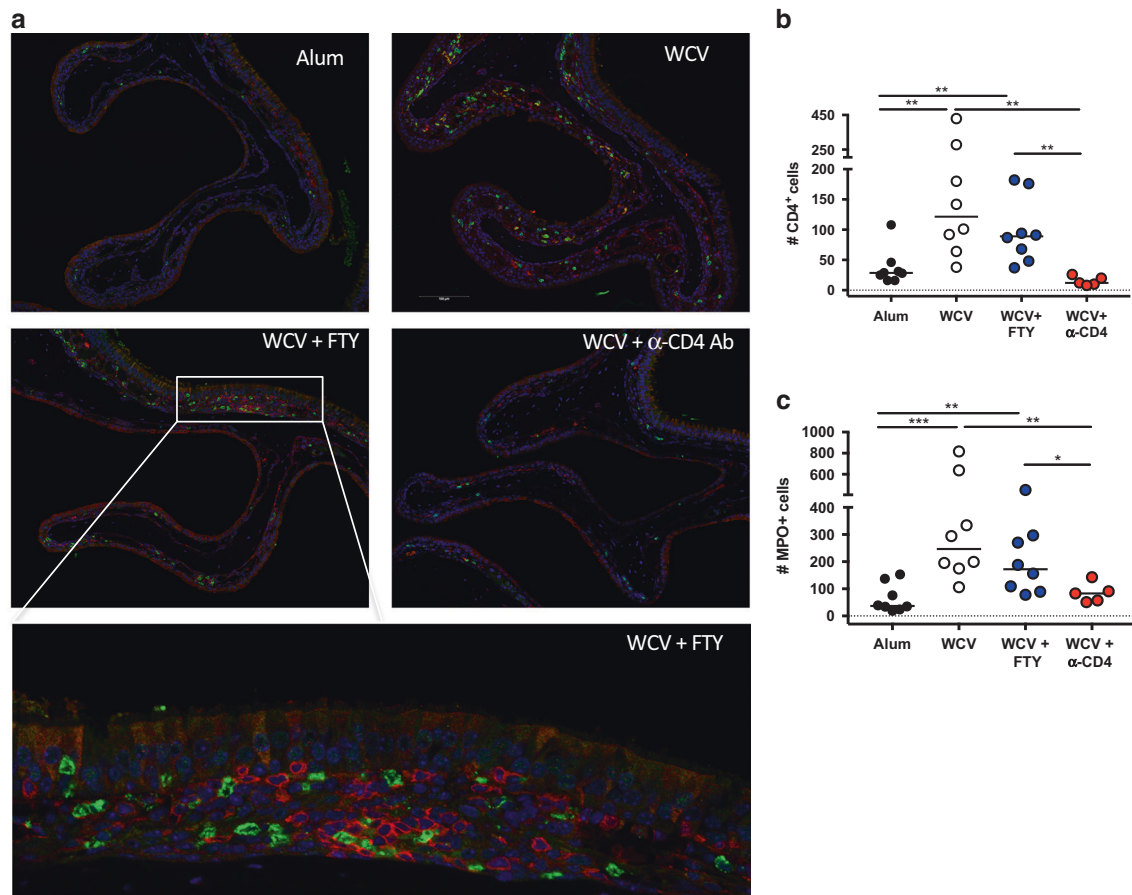 a
Alum
WCV
WCV + FTY
WCV + α-CD4 Ab
WCV + FTY
b
**
** **
**
450
250
200
150
100
50
0
# CD4+ cells
Alum WCV WCV+ FTY WCV+ α-CD4
c
**
*** **
*
1000
800
600
400
300
200
100
0
# MPO+ cells
Alum WCV WCV + FTY WCV + α-CD4